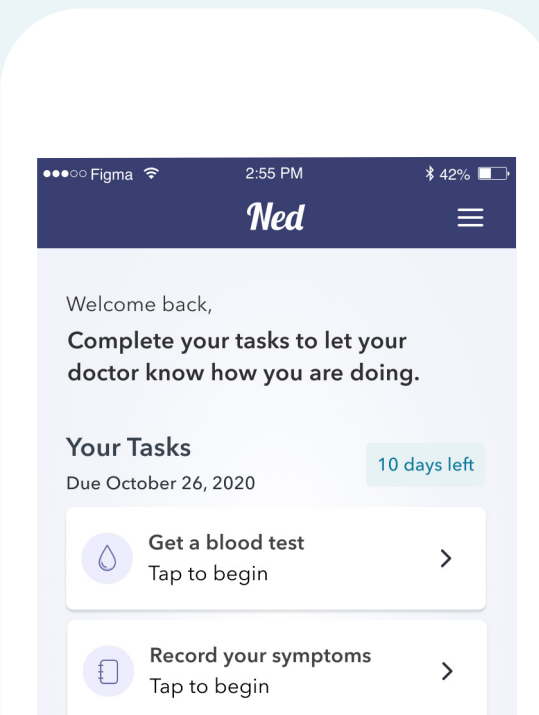 Figma 2:55 PM 42%
Ned
Welcome back,
Complete your tasks to let your
doctor know how you are doing.
Your Tasks
10 days left
Due October 26, 2020
Get a blood test
Tap to begin
Record your symptoms
Tap to begin